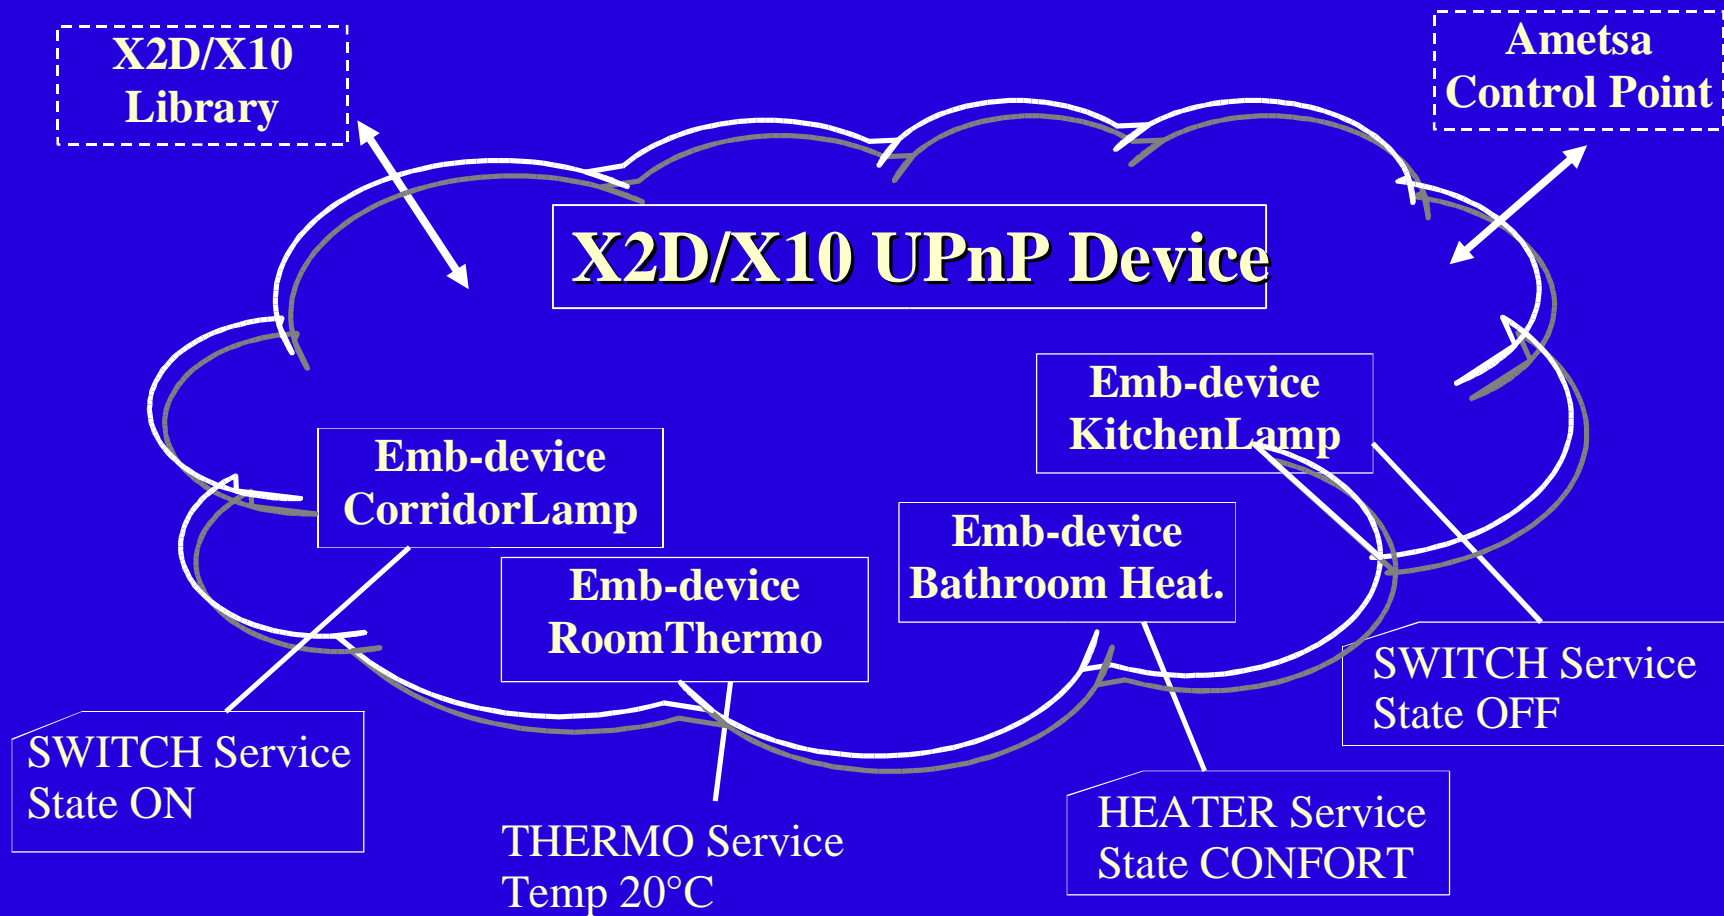 X2D/X10
Library
Ametsa
Control Point
X2D/X10 UPnP Device
Emb-device
KitchenLamp
Emb-device
CorridorLamp
Emb-device
Bathroom Heat.
Emb-device
RoomThermo
SWITCH Service
State OFF
SWITCH Service
State ON
HEATER Service
State CONFORT
THERMO Service
Temp 20°C